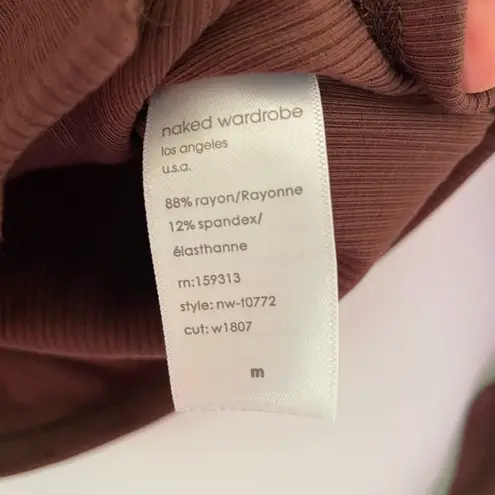 naked wardrobe
los angeles
u.s.a.
88% rayon/Rayonne
12% spandex/
élasthanne
rn:159313
style: nw-t0772
cut: w1807
m